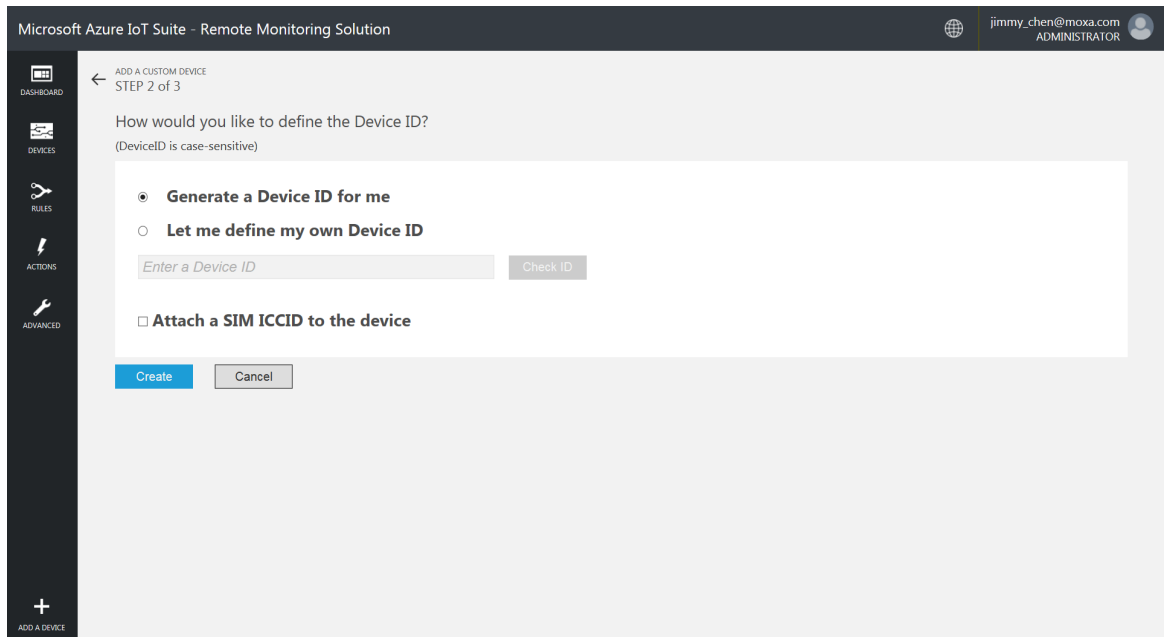 Microsoft Azure IoT Suite - Remote Monitoring Solution
jimmy_chen@moxa.com
ADMINISTRATOR
DASHBOARD
DEVICES
RULES
ACTIONS
ADVANCED
ADD A DEVICE
ADD A CUSTOM DEVICE
STEP 2 of 3
How would you like to define the Device ID?
(DeviceID is case-sensitive)
Generate a Device ID for me
Let me define my own Device ID
Enter a Device ID
Check ID
Attach a SIM ICCID to the device
Create
Cancel